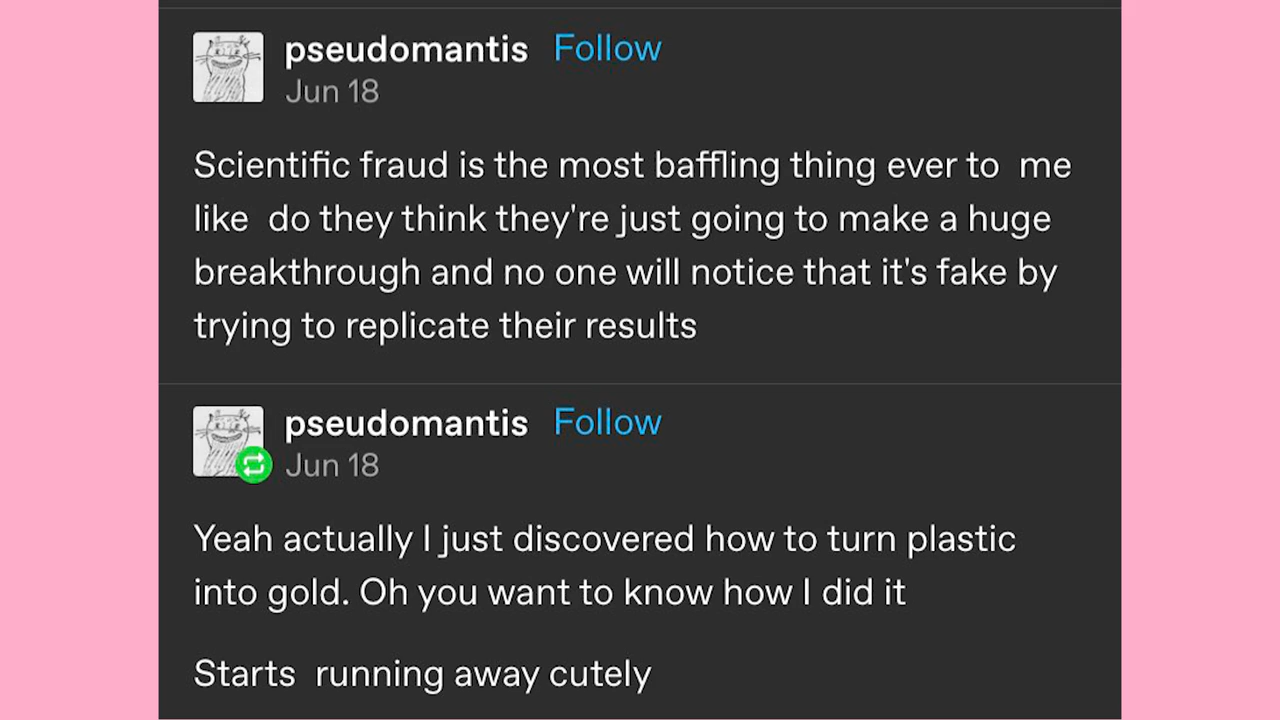 pseudomantis Follow
Jun 18
Scientific fraud is the most baffling thing ever to  me
like  do they think they're just going to make a huge
breakthrough and no one will notice that it's fake by
trying to replicate their results
pseudomantis Follow
Jun 18
Yeah actually I just discovered how to turn plastic
into gold. Oh you want to know how I did it
Starts  running away cutely